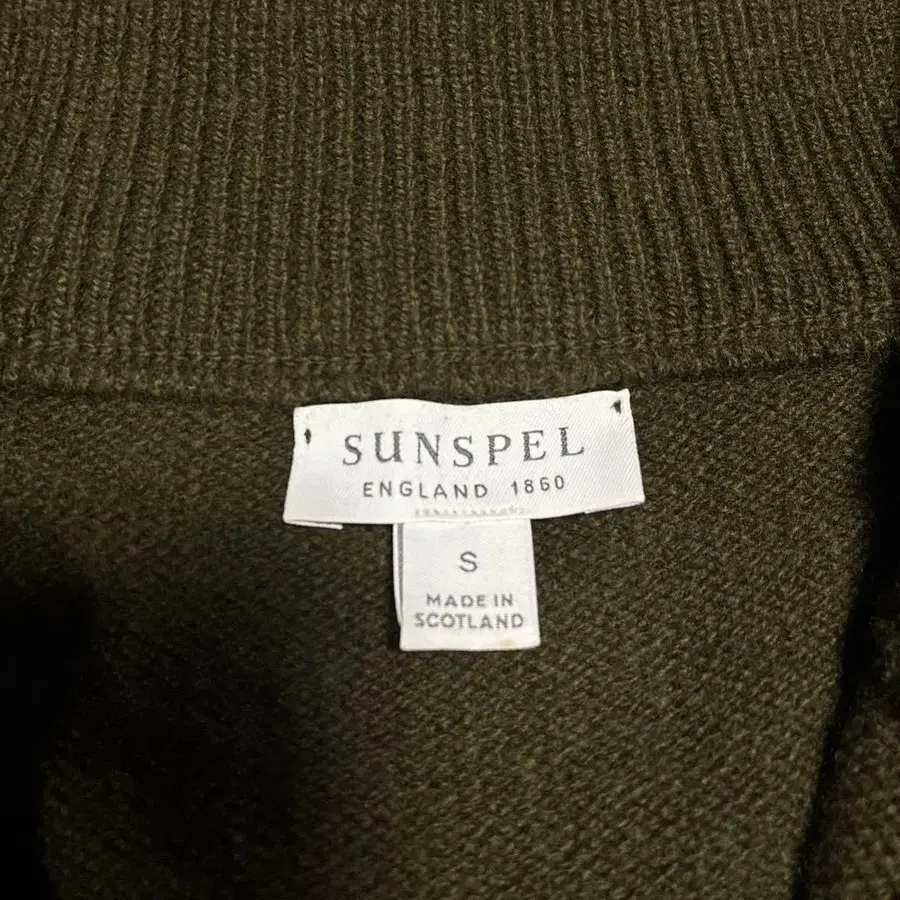 SUNSPEL
ENGLAND 1860
S
MADE IN
SCOTLAND